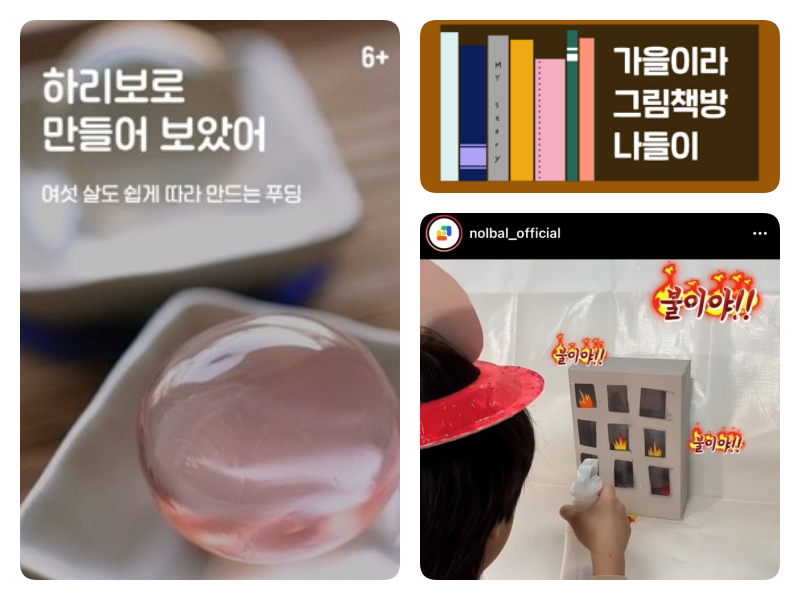 6+
하리보로
만들어 보았어
여섯 살도 쉽게 따라 만드는 푸딩
MY story
가을이라
그림책방
나들이
nolbal_official
불이야!!
불이야!!
불이야!!